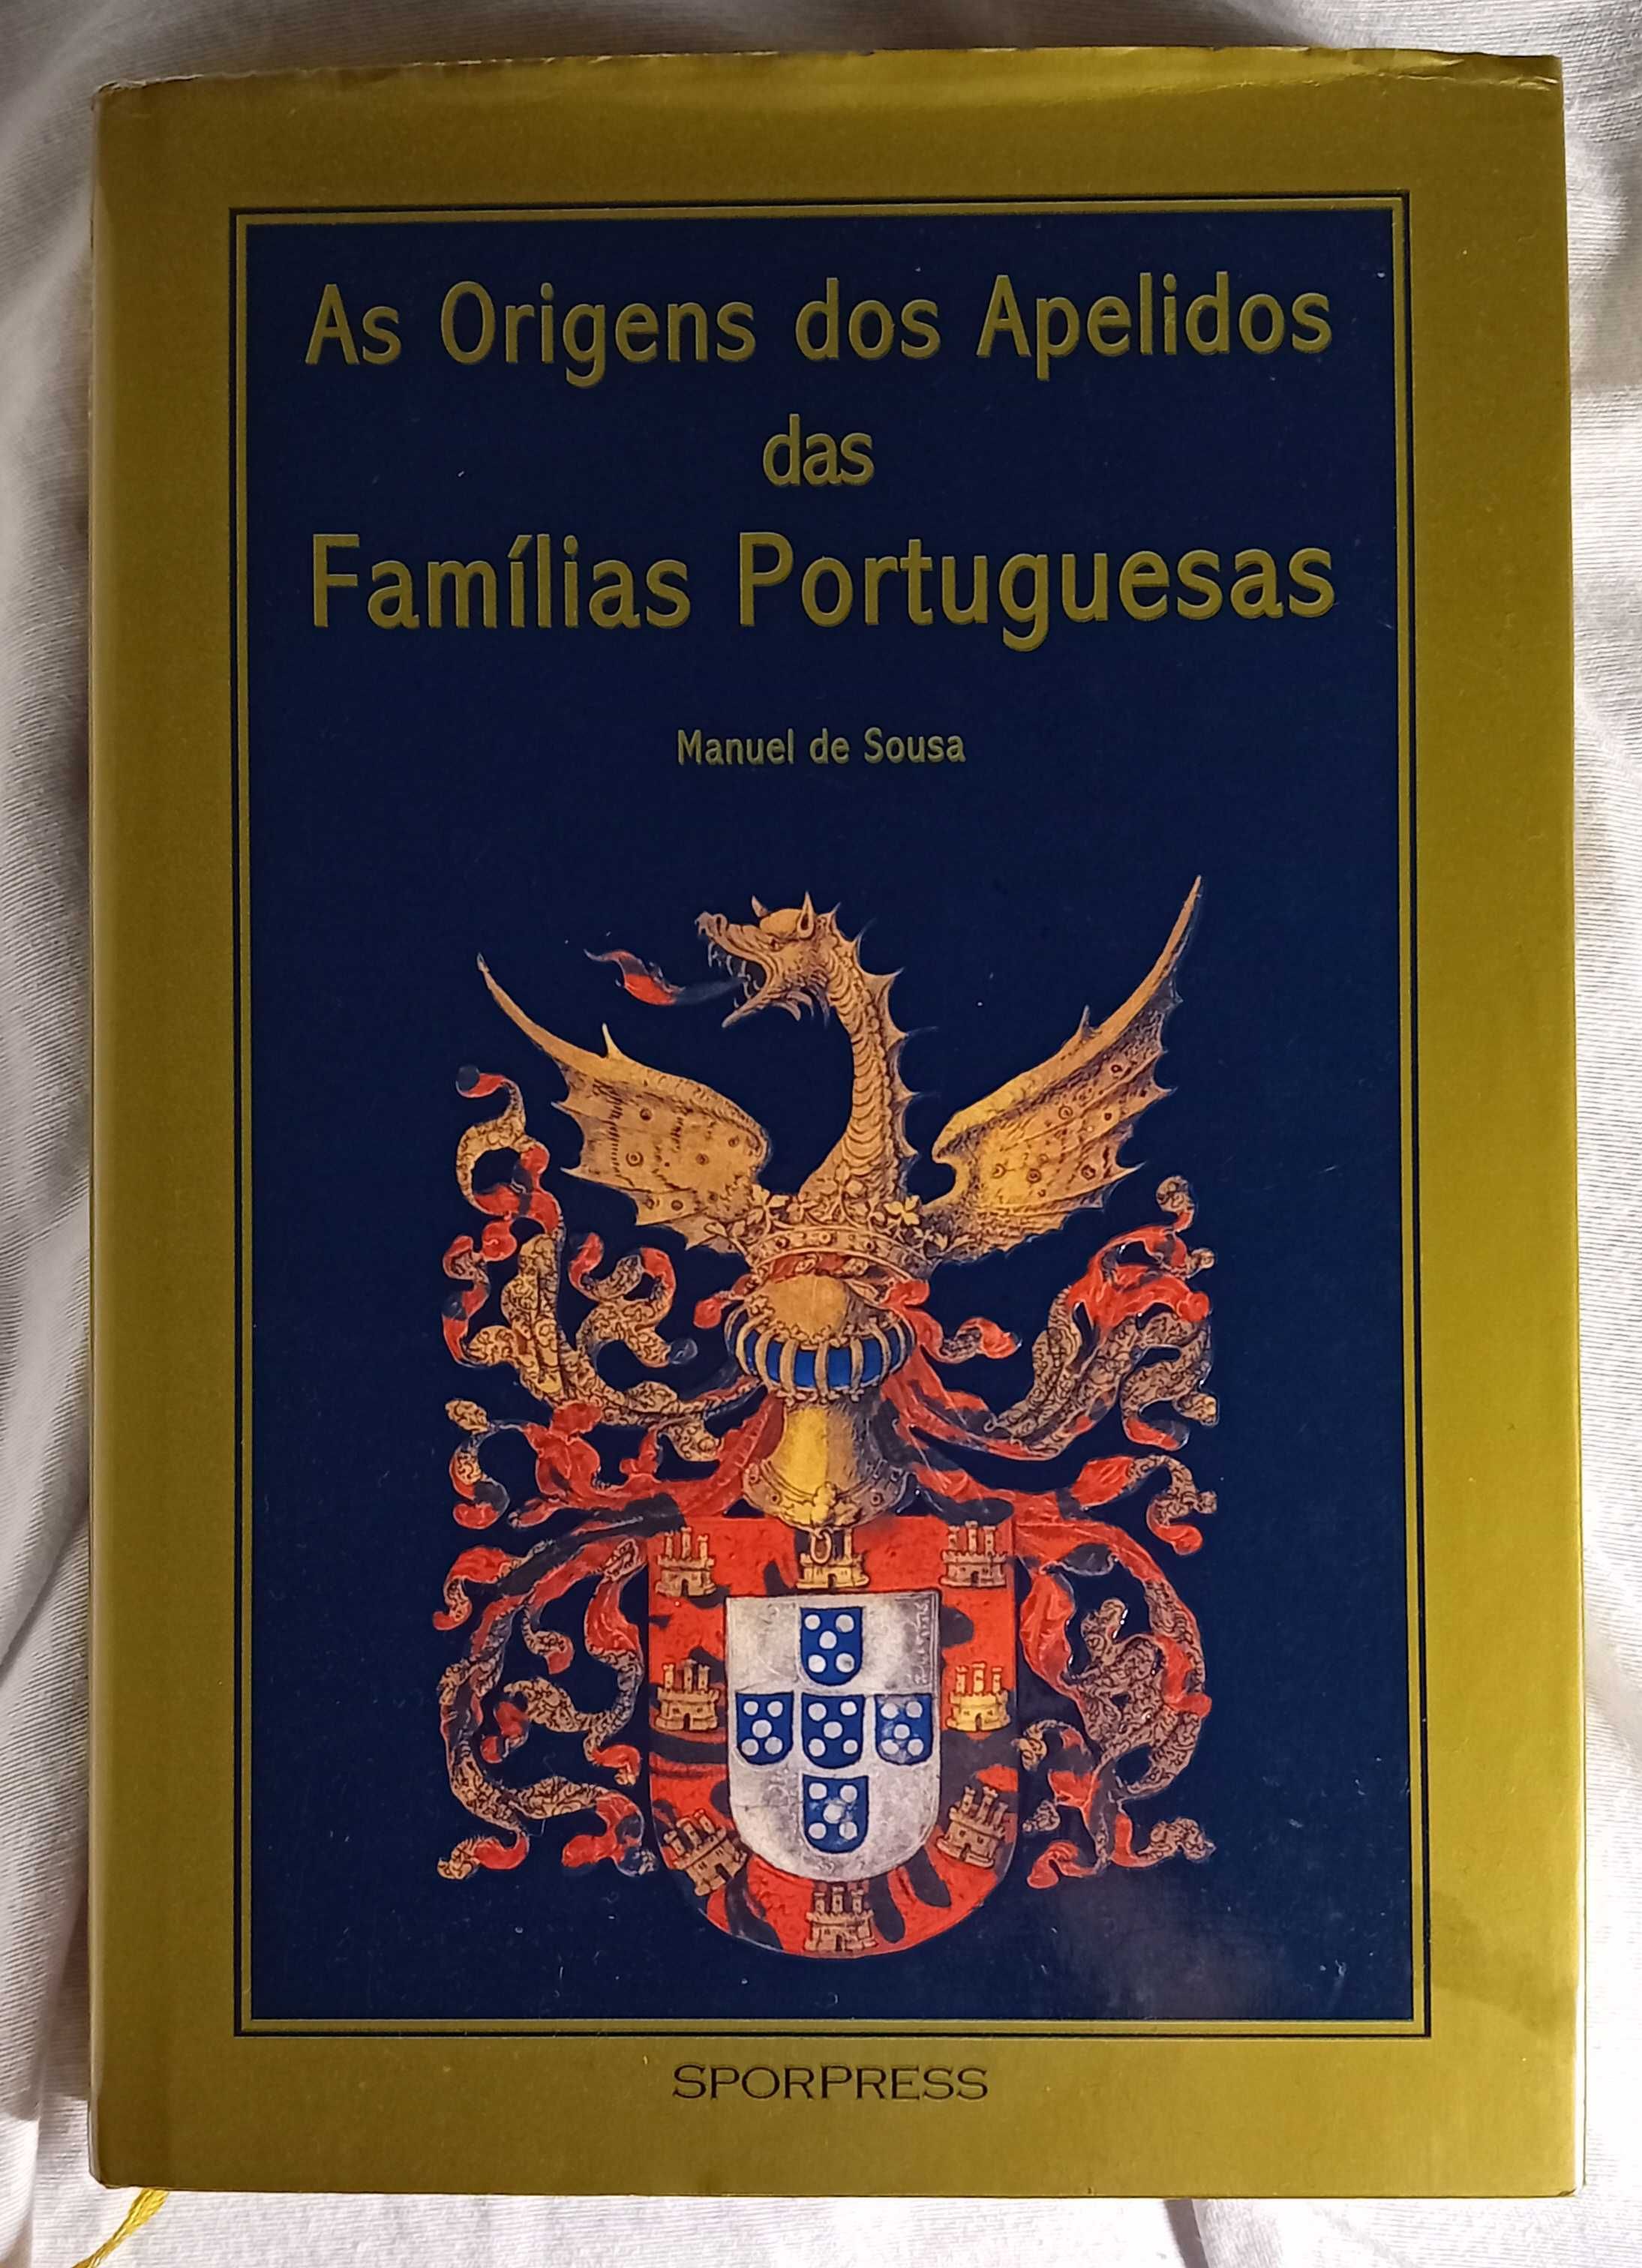 As Origens dos Apelidos
das
Famílias Portuguesas
Manuel de Sousa
SPORPRESS